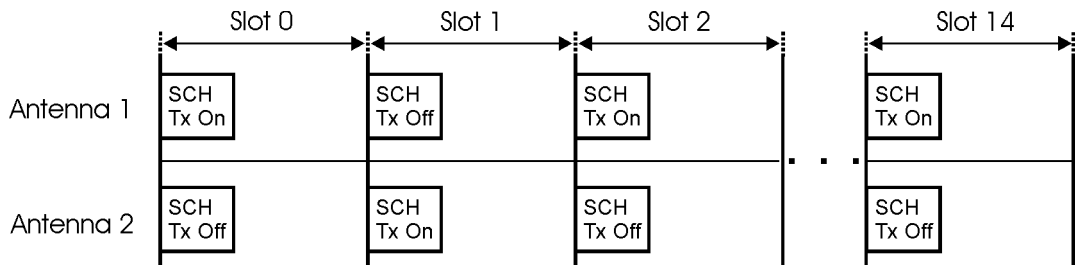 Slot 0 Slot 1 Slot 2 Slot 14
Antenna 1
SCH
Tx On
SCH
Tx Off
SCH
Tx On
SCH
Tx On
. . .
Antenna 2
SCH
Tx Off
SCH
Tx On
SCH
Tx Off
SCH
Tx Off